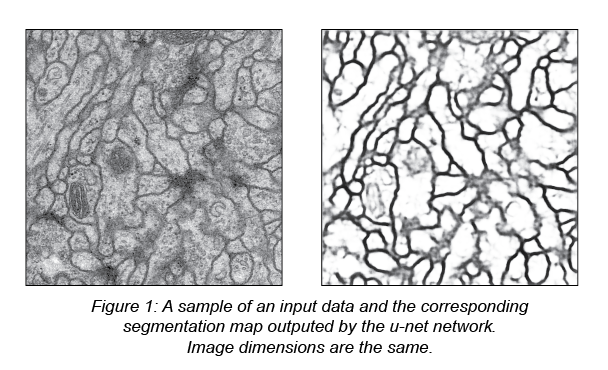 Figure 1: A sample of an input data and the corresponding
segmentation map outputed by the u-net network.
Image dimensions are the same.